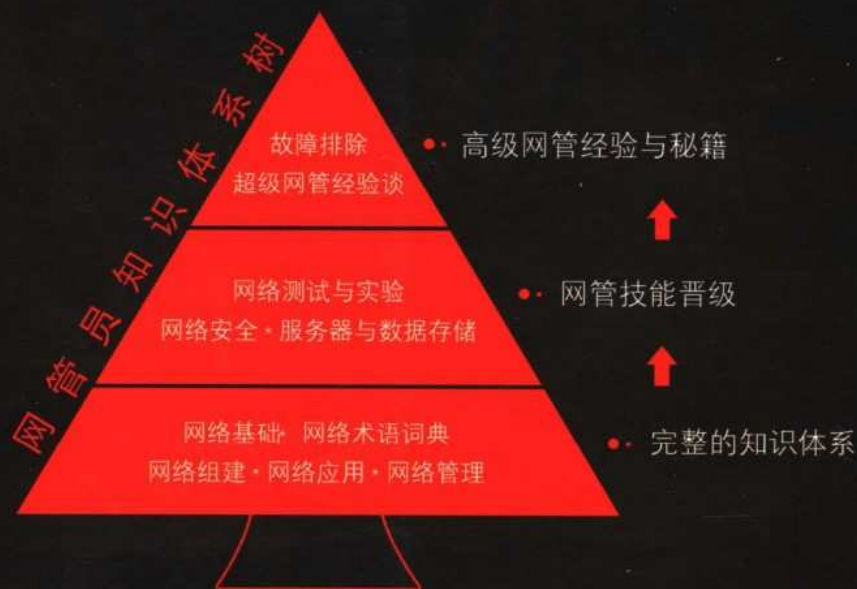 网管员知识体系树
故障排除
超级网管经验谈
高级网管经验与秘籍
网络测试与实验
网络安全·服务器与数据存储
网管技能晋级
网络基础· 网络术语词典
网络组建·网络应用·网络管理
完整的知识体系